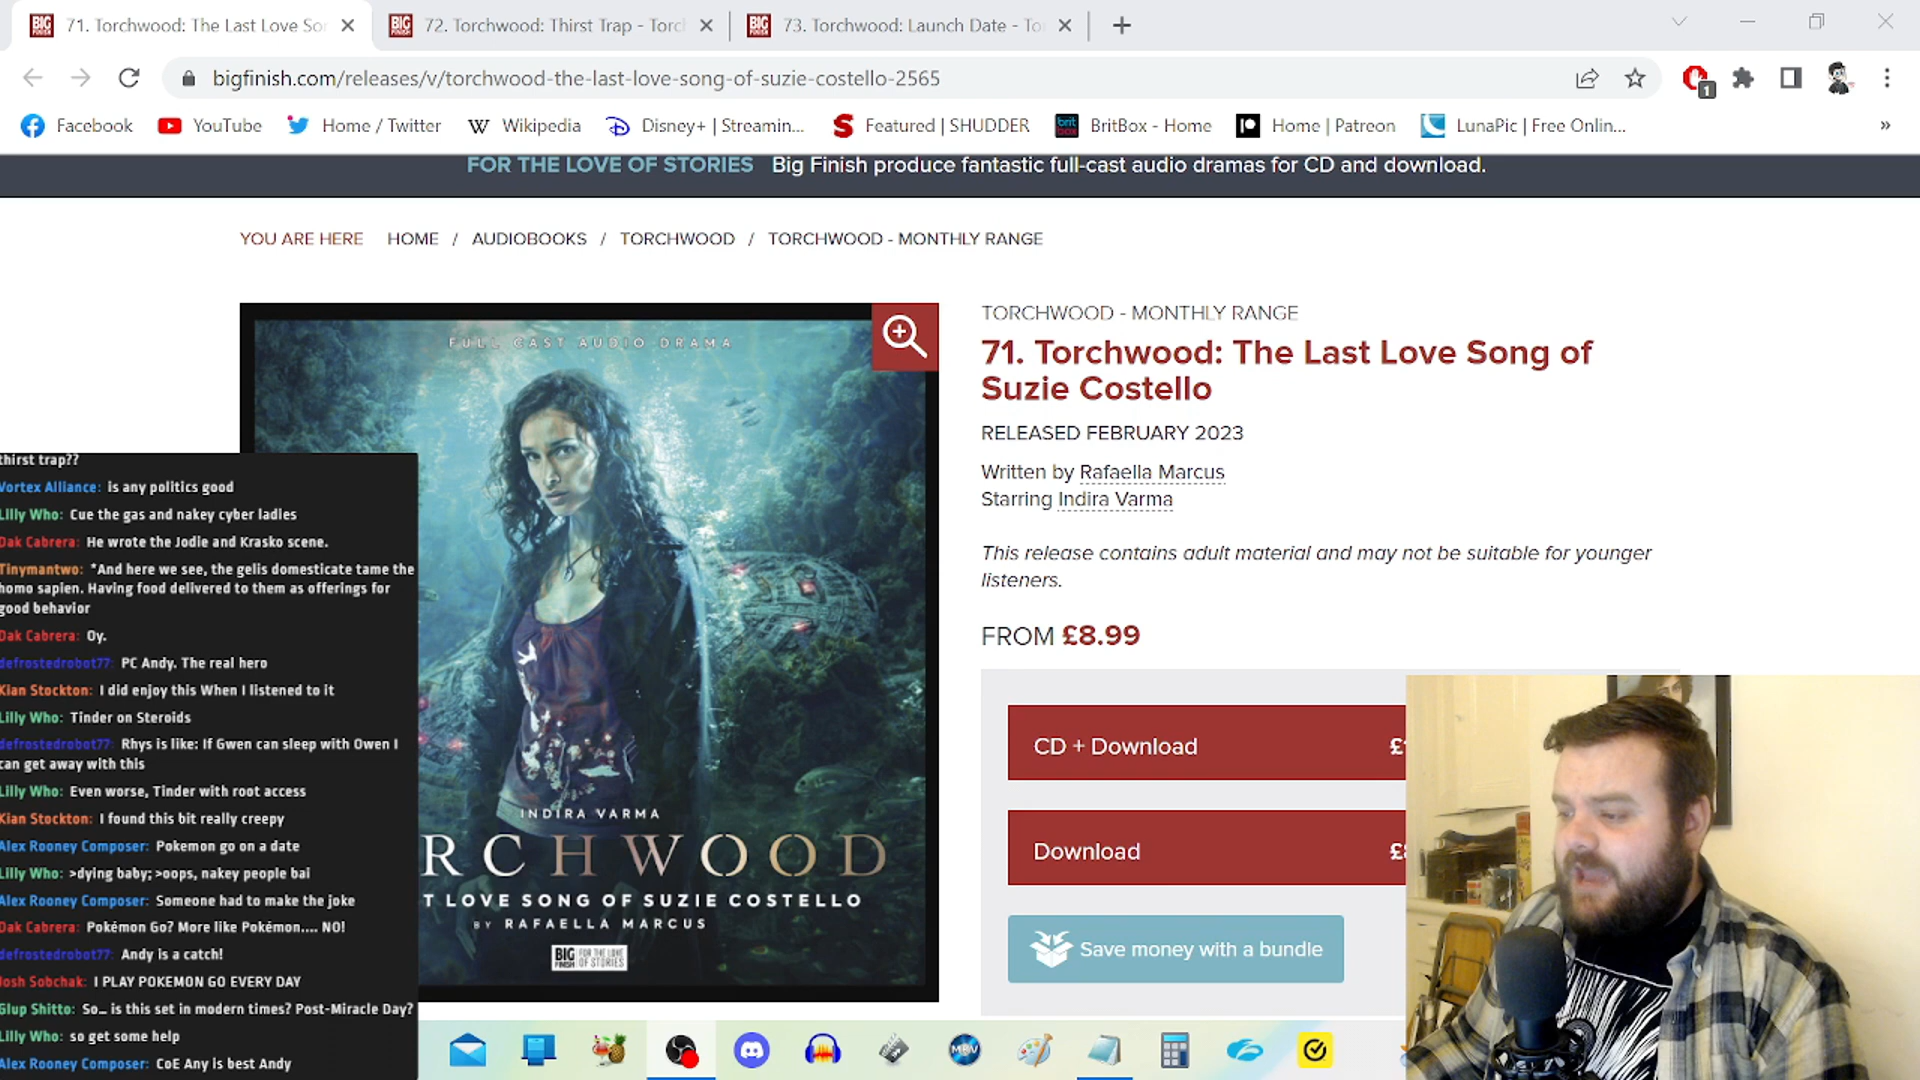 71. Torchwood: The Last Love Sor
72. Torchwood: Thirst Trap - Torch
73. Torchwood: Launch Date - To
bigfinish.com/releases/v/torchwood-the-last-love-song-of-suzie-costello-2565
1
Facebook
YouTube
Home / Twitter
Wikipedia
Disney+ | Streamin...
Featured | SHUDDER
BritBox - Home
Home | Patreon
LunaPic | Free Onlin...
»
FOR THE LOVE OF STORIES Big Finish produce fantastic full-cast audio dramas for CD and download.
YOU ARE HERE HOME / AUDIOBOOKS / TORCHWOOD / TORCHWOOD - MONTHLY RANGE
FULL CAST AUDIO DRAMA
INDIRA VARMA
RCHWOOD
T LOVE SONG OF SUZIE COSTELLO
BY RAFAELLA MARCUS
BIG FINISH FOR THE LOVE OF STORIES
TORCHWOOD - MONTHLY RANGE
71. Torchwood: The Last Love Song of
Suzie Costello
RELEASED FEBRUARY 2023
Written by Rafaella Marcus
Starring Indira Varma
This release contains adult material and may not be suitable for younger
listeners.
FROM £8.99
CD + Download
Download
Save money with a bundle
thirst trap??
Vortex Alliance: is any politics good
Lilly Who: Cue the gas and nakey cyber ladies
Dak Cabrera: He wrote the Jodie and Krasko scene.
Tinymantwo: *And here we see, the gelis domesticate tame the
homo sapien. Having food delivered to them as offerings for
good behavior
Dak Cabrera: Oy.
defrostedrobot77: PC Andy. The real hero
Kian Stockton: I did enjoy this When I listened to it
Lilly Who: Tinder on Steroids
defrostedrobot77: Rhys is like: If Gwen can sleep with Owen I
can get away with this
Lilly Who: Even worse, Tinder with root access
Kian Stockton: I found this bit really creepy
Alex Rooney Composer: Pokemon go on a date
Lilly Who: >dying baby; >oops, nakey people bai
Alex Rooney Composer: Someone had to make the joke
Dak Cabrera: Pokémon Go? More like Pokémon.... NO!
defrostedrobot77: Andy is a catch!
Josh Sobchak: I PLAY POKEMON GO EVERY DAY
Glup Shitto: So... is this set in modern times? Post-Miracle Day?
Lilly Who: so get some help
Alex Rooney Composer: CoE Any is best Andy